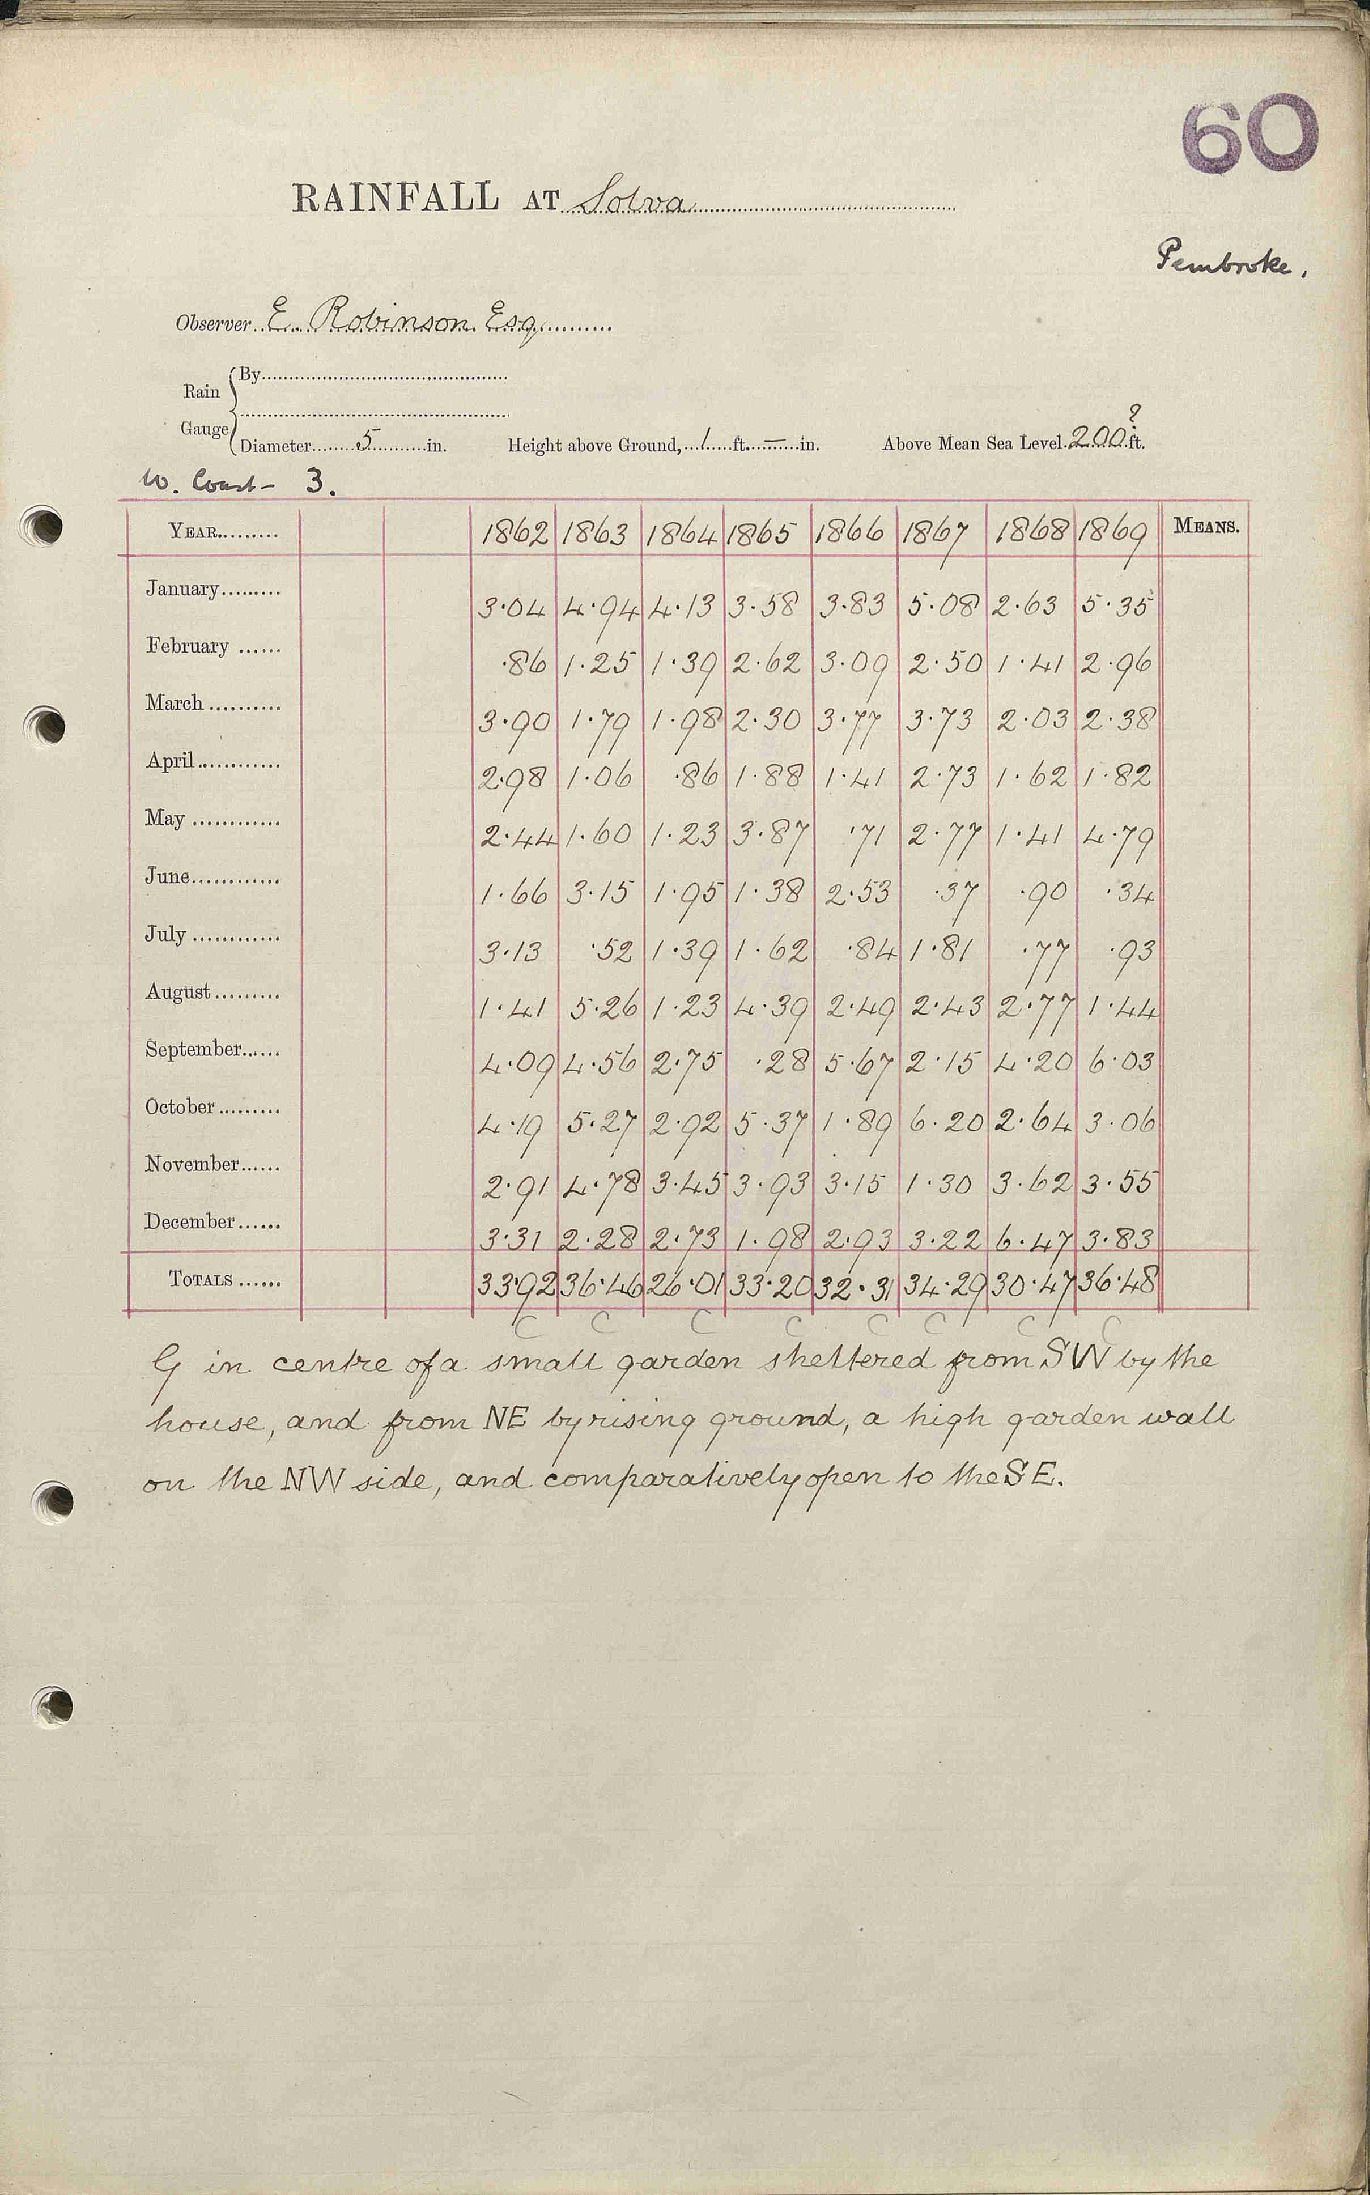 60
RAINFALL AT Solva
Pembroke.
Observer E. Robinson Esq
Rain Gauge
By
Diameter 5 in. Height above Ground, 1 ft. — in. Above Mean Sea Level 200 ? ft.
W. Coast - 3.
YEAR 1862 1863 1864 1865 1866 1867 1868 1869 MEANS.
January 3.04 4.94 4.13 3.58 3.83 5.08 2.63 5.35
February .86 1.25 1.39 2.62 3.09 2.50 1.41 2.96
March 3.90 1.79 1.98 2.30 3.77 3.73 2.03 2.38
April 2.98 1.06 .86 1.88 1.41 2.73 1.62 1.82
May 2.44 1.60 1.23 3.87 .71 2.77 1.41 4.79
June 1.66 3.15 1.95 1.38 2.53 .37 .90 .34
July 3.13 .52 1.39 1.62 .84 1.81 .77 .93
August 1.41 5.26 1.23 4.39 2.49 2.43 2.77 1.44
September 4.09 4.56 2.75 .28 5.67 2.15 4.20 6.03
October 4.19 5.27 2.92 5.37 1.89 6.20 2.64 3.06
November 2.91 4.78 3.45 3.93 3.15 1.30 3.62 3.55
December 3.31 2.28 2.73 1.98 2.93 3.22 6.47 3.83
TOTALS 33.92 36.46 26.01 33.20 32.31 34.29 30.47 36.48
C C C C C C C C
G in centre of a small garden sheltered from SW by the
house, and from NE by rising ground, a high garden wall
on the NW side, and comparatively open to the SE.